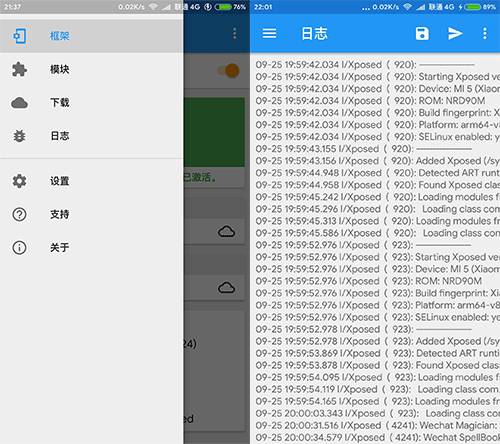 21:37
0.02K/s
联通 4G
76%
框架
模块
下载
日志
设置
支持
关于
已激活。
24)
ed
22:01
0.02K/s
联通 4G
89%
日志
09-25 19:59:42.034 I/Xposed ( 920): -----------------
09-25 19:59:42.034 I/Xposed ( 920): Starting Xposed ver
09-25 19:59:42.034 I/Xposed ( 920): Device: MI 5 (Xiaom
09-25 19:59:42.034 I/Xposed ( 920): ROM: NRD90M
09-25 19:59:42.034 I/Xposed ( 920): Build fingerprint: X
09-25 19:59:42.034 I/Xposed ( 920): Platform: arm64-v8
09-25 19:59:42.034 I/Xposed ( 920): SELinux enabled: ye
09-25 19:59:43.155 I/Xposed ( 920): -----------------
09-25 19:59:43.156 I/Xposed ( 920): Added Xposed (/sy
09-25 19:59:44.948 I/Xposed ( 920): Detected ART runti
09-25 19:59:44.958 I/Xposed ( 920): Found Xposed class
09-25 19:59:45.242 I/Xposed ( 920): Loading modules fr
09-25 19:59:45.296 I/Xposed ( 920): Loading class com.
09-25 19:59:45.313 I/Xposed ( 920): Loading modules fr
09-25 19:59:45.586 I/Xposed ( 920): Loading class com.
09-25 19:59:52.976 I/Xposed ( 923): -----------------
09-25 19:59:52.976 I/Xposed ( 923): Starting Xposed ver
09-25 19:59:52.976 I/Xposed ( 923): Device: MI 5 (Xiaom
09-25 19:59:52.976 I/Xposed ( 923): ROM: NRD90M
09-25 19:59:52.976 I/Xposed ( 923): Build fingerprint: X
09-25 19:59:52.976 I/Xposed ( 923): Platform: arm64-v8
09-25 19:59:52.976 I/Xposed ( 923): SELinux enabled: ye
09-25 19:59:52.978 I/Xposed ( 923): -----------------
09-25 19:59:52.978 I/Xposed ( 923): Added Xposed (/sy
09-25 19:59:53.869 I/Xposed ( 923): Detected ART runti
09-25 19:59:53.878 I/Xposed ( 923): Found Xposed class
09-25 19:59:54.095 I/Xposed ( 923): Loading modules fr
09-25 19:59:54.119 I/Xposed ( 923): Loading class com.
09-25 19:59:54.165 I/Xposed ( 923): Loading modules fr
09-25 20:00:03.343 I/Xposed ( 923): Loading class com
09-25 20:00:31.516 I/Xposed ( 4241): Wechat Magician:
09-25 20:00:34.579 I/Xposed ( 4241): Wechat SpellBook